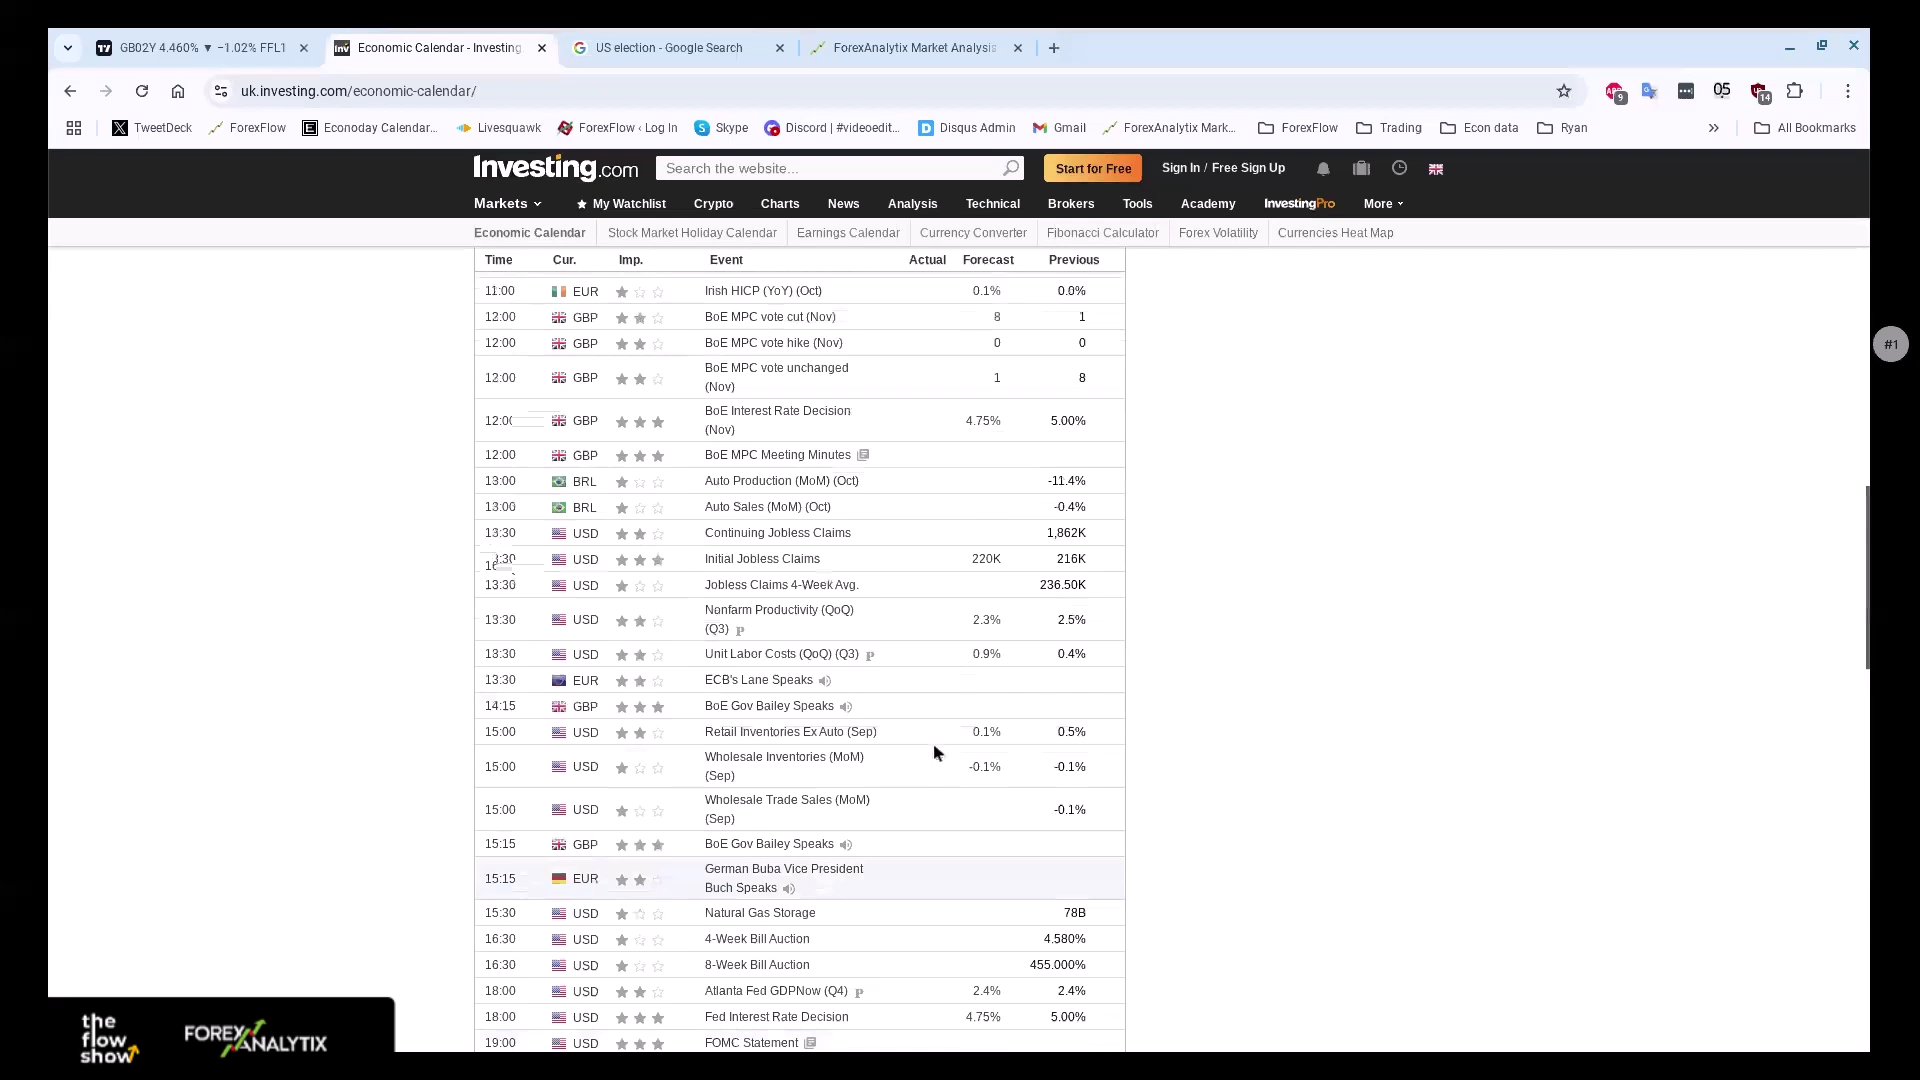 GB02Y 4.460% ▼ −1.02% FFL1
Economic Calendar - Investing
US election - Google Search
ForexAnalytix Market Analysis
uk.investing.com/economic-calendar/
9
05
14
TweetDeck
ForexFlow
Econoday Calendar...
Livesquawk
ForexFlow ‹ Log In
Skype
Discord | #videoedit...
Disqus Admin
Gmail
ForexAnalytix Mark...
ForexFlow
Trading
Econ data
Ryan
All Bookmarks
Investing.com
Search the website...
Start for Free
Sign In / Free Sign Up
Markets
My Watchlist
Crypto
Charts
News
Analysis
Technical
Brokers
Tools
Academy
InvestingPro
More
Economic Calendar
Stock Market Holiday Calendar
Earnings Calendar
Currency Converter
Fibonacci Calculator
Forex Volatility
Currencies Heat Map
Time Cur. Imp. Event Actual Forecast Previous
11:00 EUR Irish HICP (YoY) (Oct) 0.1% 0.0%
#1
12:00 GBP BoE MPC vote cut (Nov) 8 1
12:00 GBP BoE MPC vote hike (Nov) 0 0
12:00 GBP BoE MPC vote unchanged
(Nov) 1 8
12:00 GBP BoE Interest Rate Decision
(Nov) 4.75% 5.00%
12:00 GBP BoE MPC Meeting Minutes
13:00 BRL Auto Production (MoM) (Oct) -11.4%
13:00 BRL Auto Sales (MoM) (Oct) -0.4%
13:30 USD Continuing Jobless Claims 1,862K
USD Initial Jobless Claims 220K 216K
13:30 USD Jobless Claims 4-Week Avg. 236.50K
13:30 USD Nonfarm Productivity (QoQ)
(Q3) P 2.3% 2.5%
13:30 USD Unit Labor Costs (QoQ) (Q3) P 0.9% 0.4%
13:30 EUR ECB's Lane Speaks
14:15 GBP BoE Gov Bailey Speaks
15:00 USD Retail Inventories Ex Auto (Sep) 0.1% 0.5%
15:00 USD Wholesale Inventories (MoM)
(Sep) -0.1% -0.1%
15:00 USD Wholesale Trade Sales (MoM)
(Sep) -0.1%
15:15 GBP BoE Gov Bailey Speaks
15:15 EUR German Buba Vice President
Buch Speaks
15:30 USD Natural Gas Storage 78B
16:30 USD 4-Week Bill Auction 4.580%
16:30 USD 8-Week Bill Auction 455.000%
18:00 USD Atlanta Fed GDPNow (Q4) P 2.4% 2.4%
18:00 USD Fed Interest Rate Decision 4.75% 5.00%
19:00 USD FOMC Statement
the
flow
show
FOREX ANALYTIX